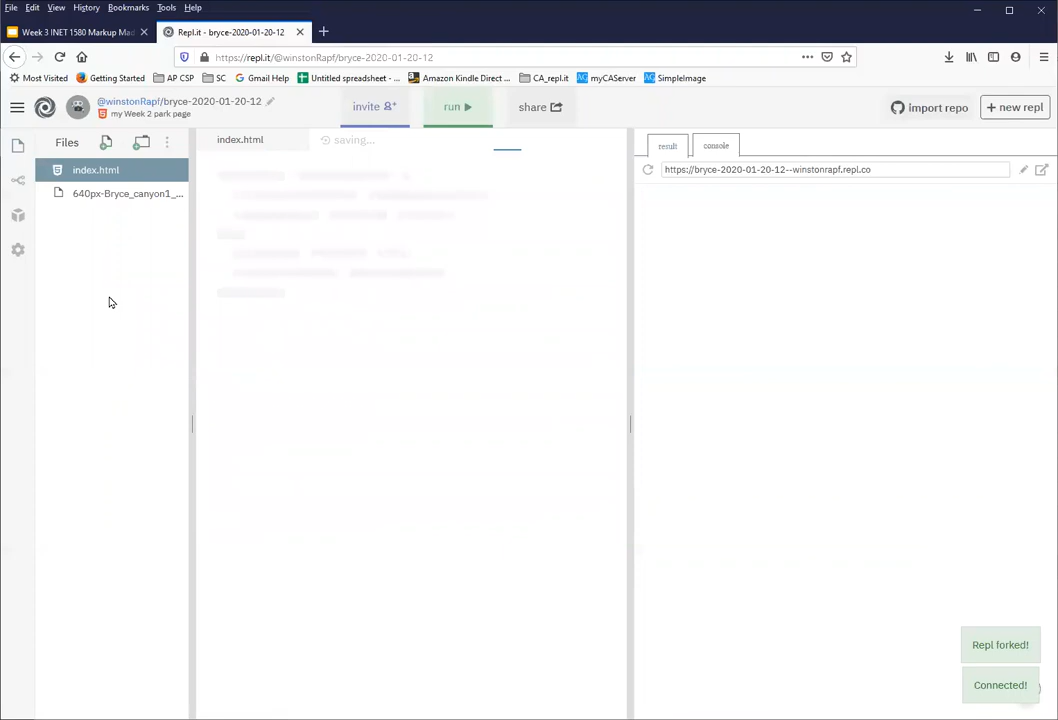 File Edit View History Bookmarks Tools Help
Week 3 INET 1580 Markup Mad
Repl.it - bryce-2020-01-20-12
https://repl.it/@winstonRapf/bryce-2020-01-20-12
Most Visited Getting Started AP CSP SC Gmail Help Untitled spreadsheet - ... Amazon Kindle Direct ... CA_repl.it myCAServer SimpleImage
@winstonRapf/bryce-2020-01-20-12
my Week 2 park page
invite
run
share
import repo
+ new repl
Files
index.html
saving...
result
console
index.html
https://bryce-2020-01-20-12--winstonrapf.repl.co
640px-Bryce_canyon1_...
Repl forked!
Connected!